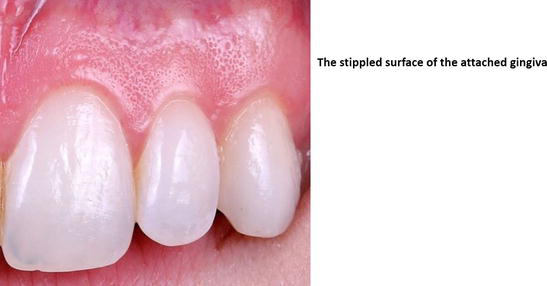 The stippled surface of the attached gingiva